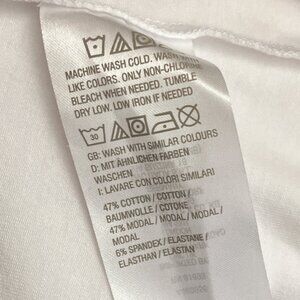 MACHINE WASH COLD. WASH
LIKE COLORS. ONLY NON-CHLORINE
BLEACH WHEN NEEDED. TUMBLE
DRY LOW. LOW IRON IF NEEDED
30
GB: WASH WITH SIMILAR COLOURS
D: MIT ÄHNLICHEN FARBEN
WASCHEN
I: LAVARE CON COLORI SIMILARI
47% COTTON / COTTON /
BAUMWOLLE / COTONE
47% MODAL / MODAL / MODAL /
MODAL
6% SPANDEX / ELASTANE /
ELASTHAN / ELASTAN